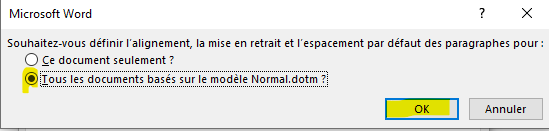 Microsoft Word
Souhaitez-vous définir l'alignement, la mise en retrait et l'espacement par défaut des paragraphes pour :
Ce document seulement ?
Tous les documents basés sur le modèle Normal.dotm ?
OK Annuler